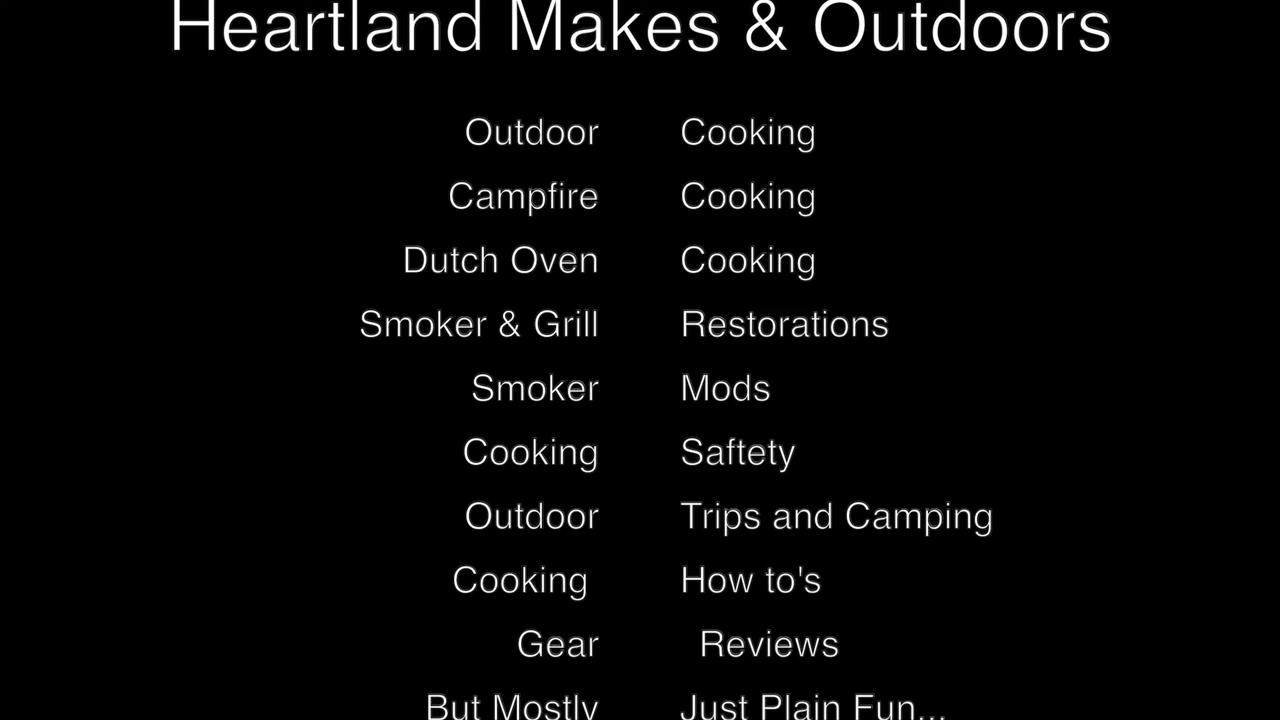 Heartland Makes & Outdoors
Outdoor Cooking
Campfire Cooking
Dutch Oven Cooking
Smoker & Grill Restorations
Smoker Mods
Cooking Saftety
Outdoor Trips and Camping
Cooking How to's
Gear Reviews
But Mostly Just Plain Fun...